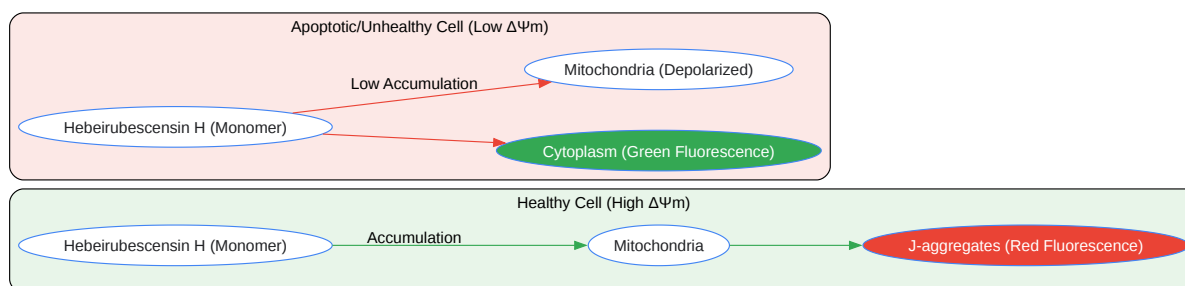 Apoptotic/Unhealthy Cell (Low ΔΨm)
Mitochondria (Depolarized)
Low Accumulation
Hebeirubescensin H (Monomer)
Cytoplasm (Green Fluorescence)
Healthy Cell (High ΔΨm)
Hebeirubescensin H (Monomer)
Accumulation
Mitochondria
J-aggregates (Red Fluorescence)